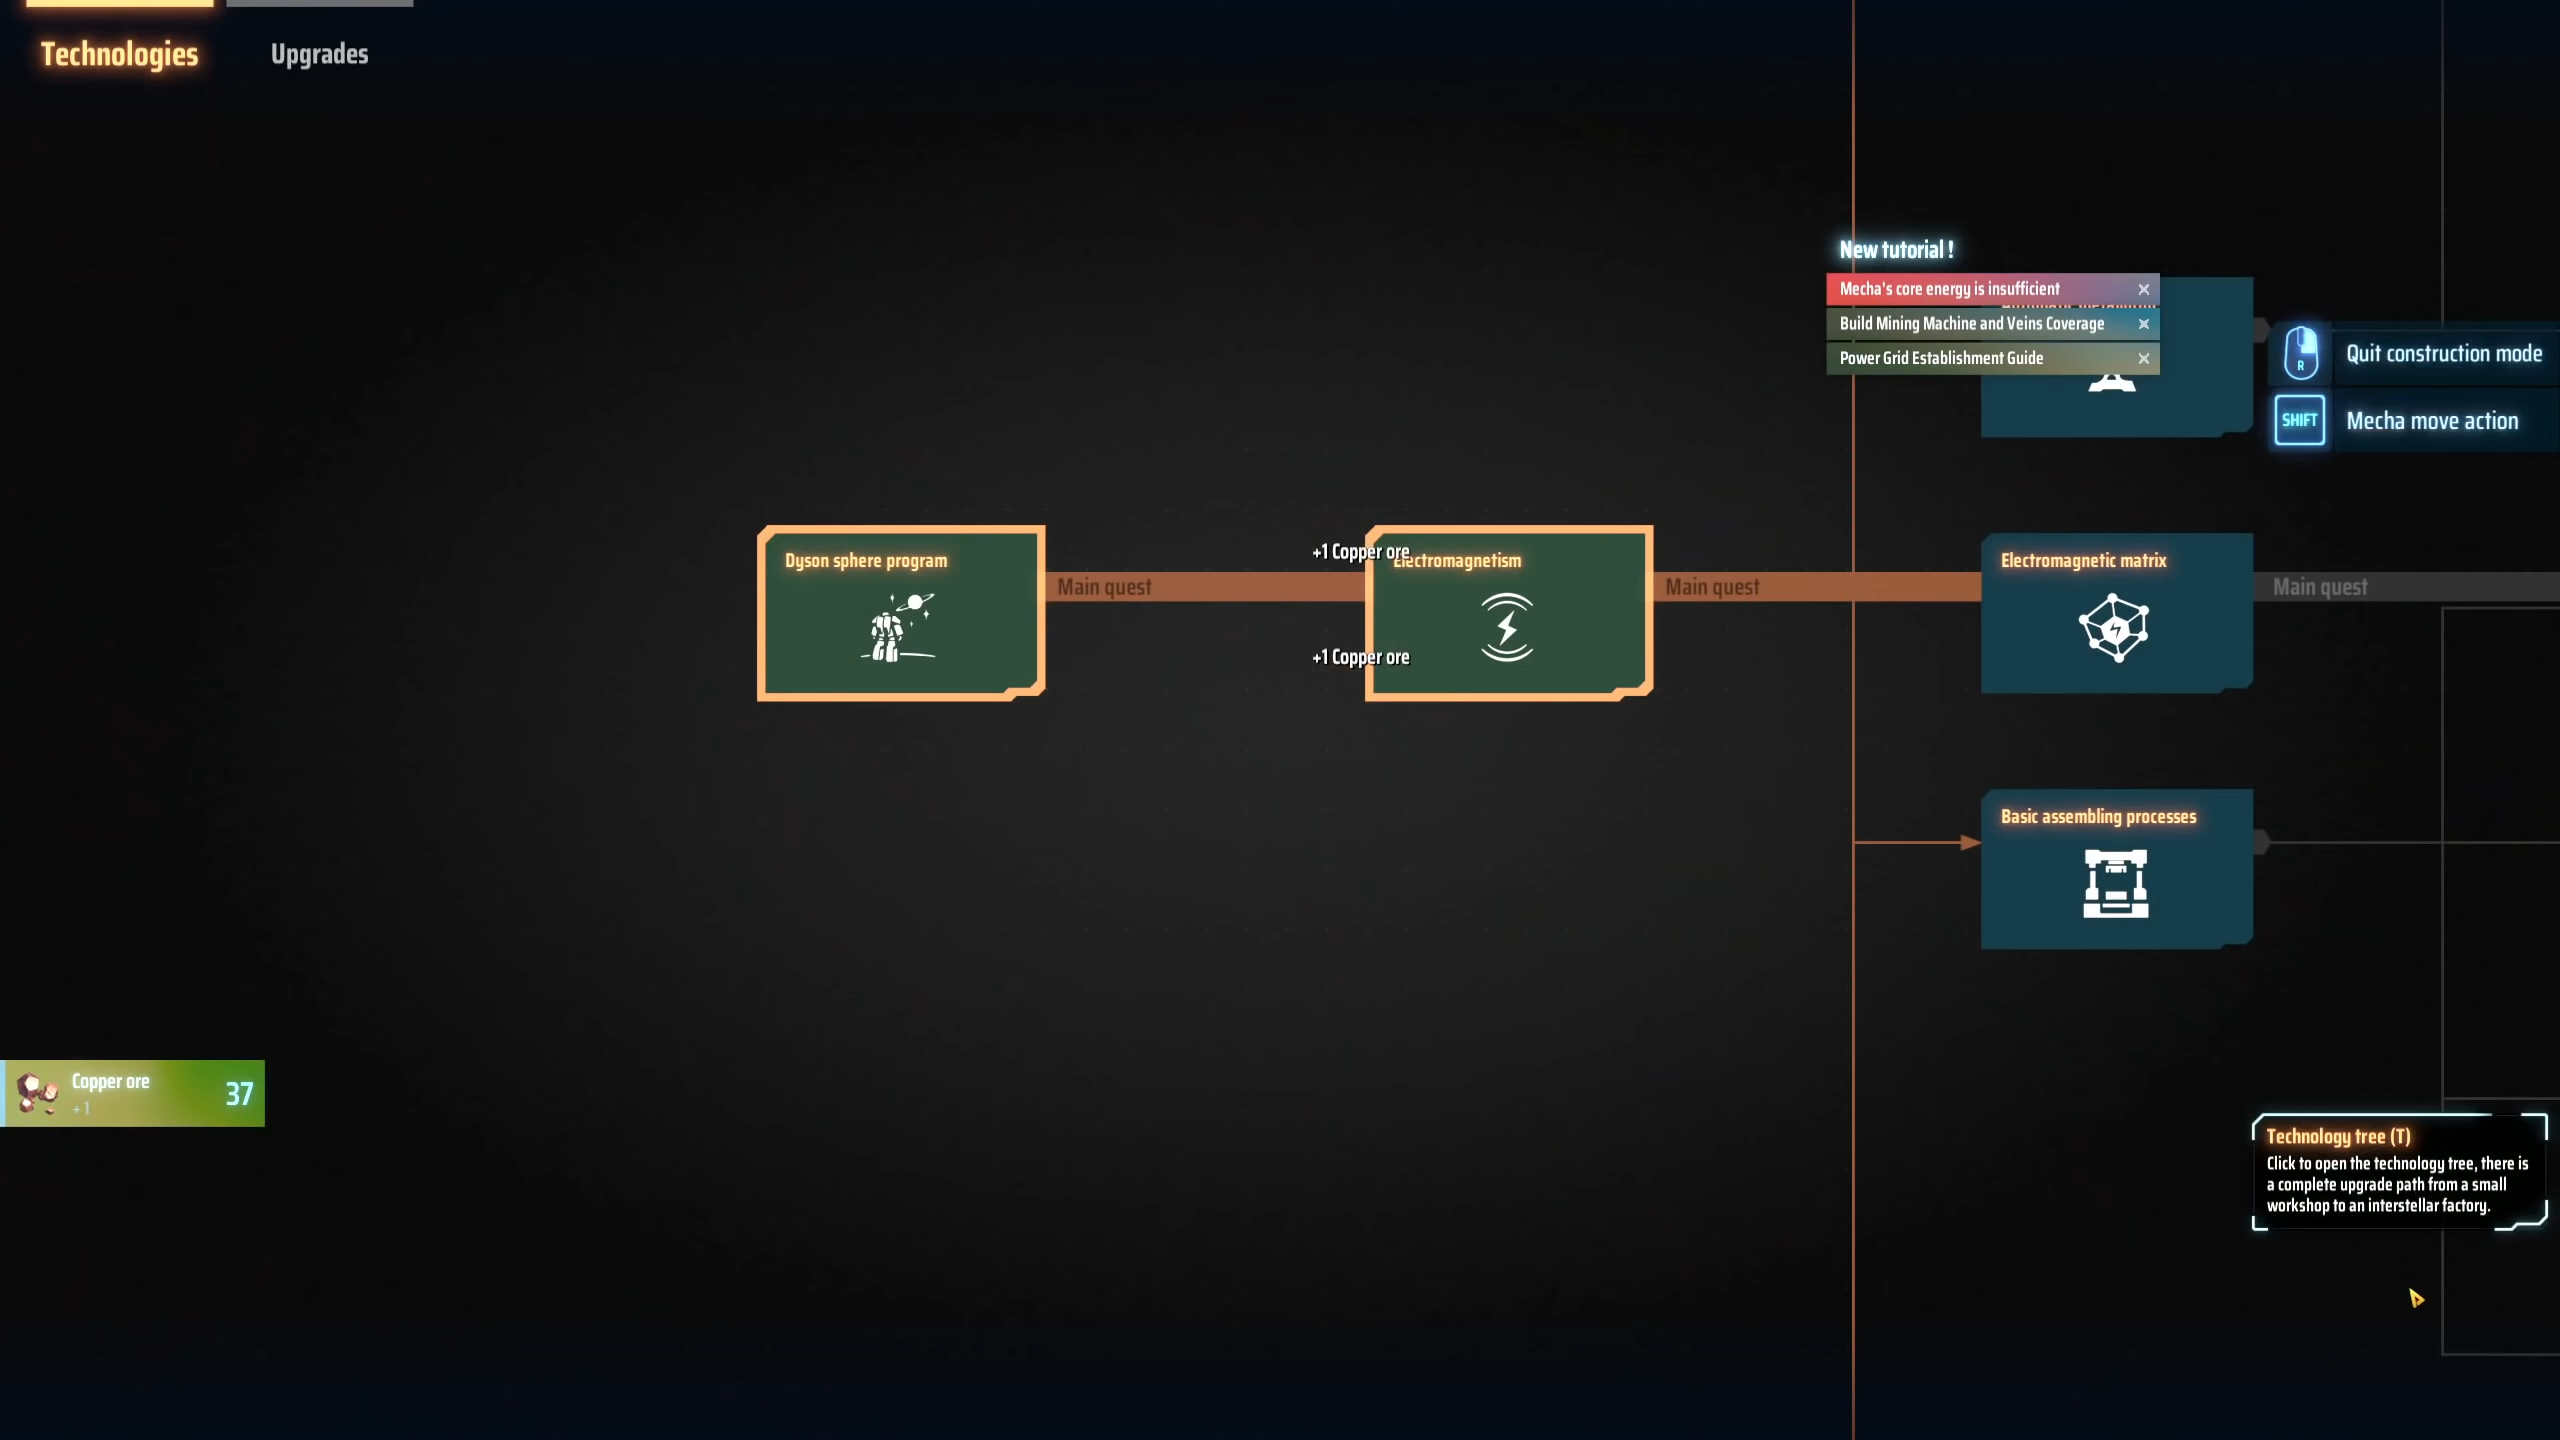 Technologies
Upgrades
New tutorial !
Mecha's core energy is insufficient
Build Mining Machine and Veins Coverage
Power Grid Establishment Guide
R
Quit construction mode
SHIFT
Mecha move action
Dyson sphere program
Main quest
+1 Copper ore
Electromagnetism
Main quest
Electromagnetic matrix
Main quest
+1 Copper ore
Basic assembling processes
Copper ore
+ 1
37
Technology tree (T)
Click to open the technology tree, there is
a complete upgrade path from a small
workshop to an interstellar factory.